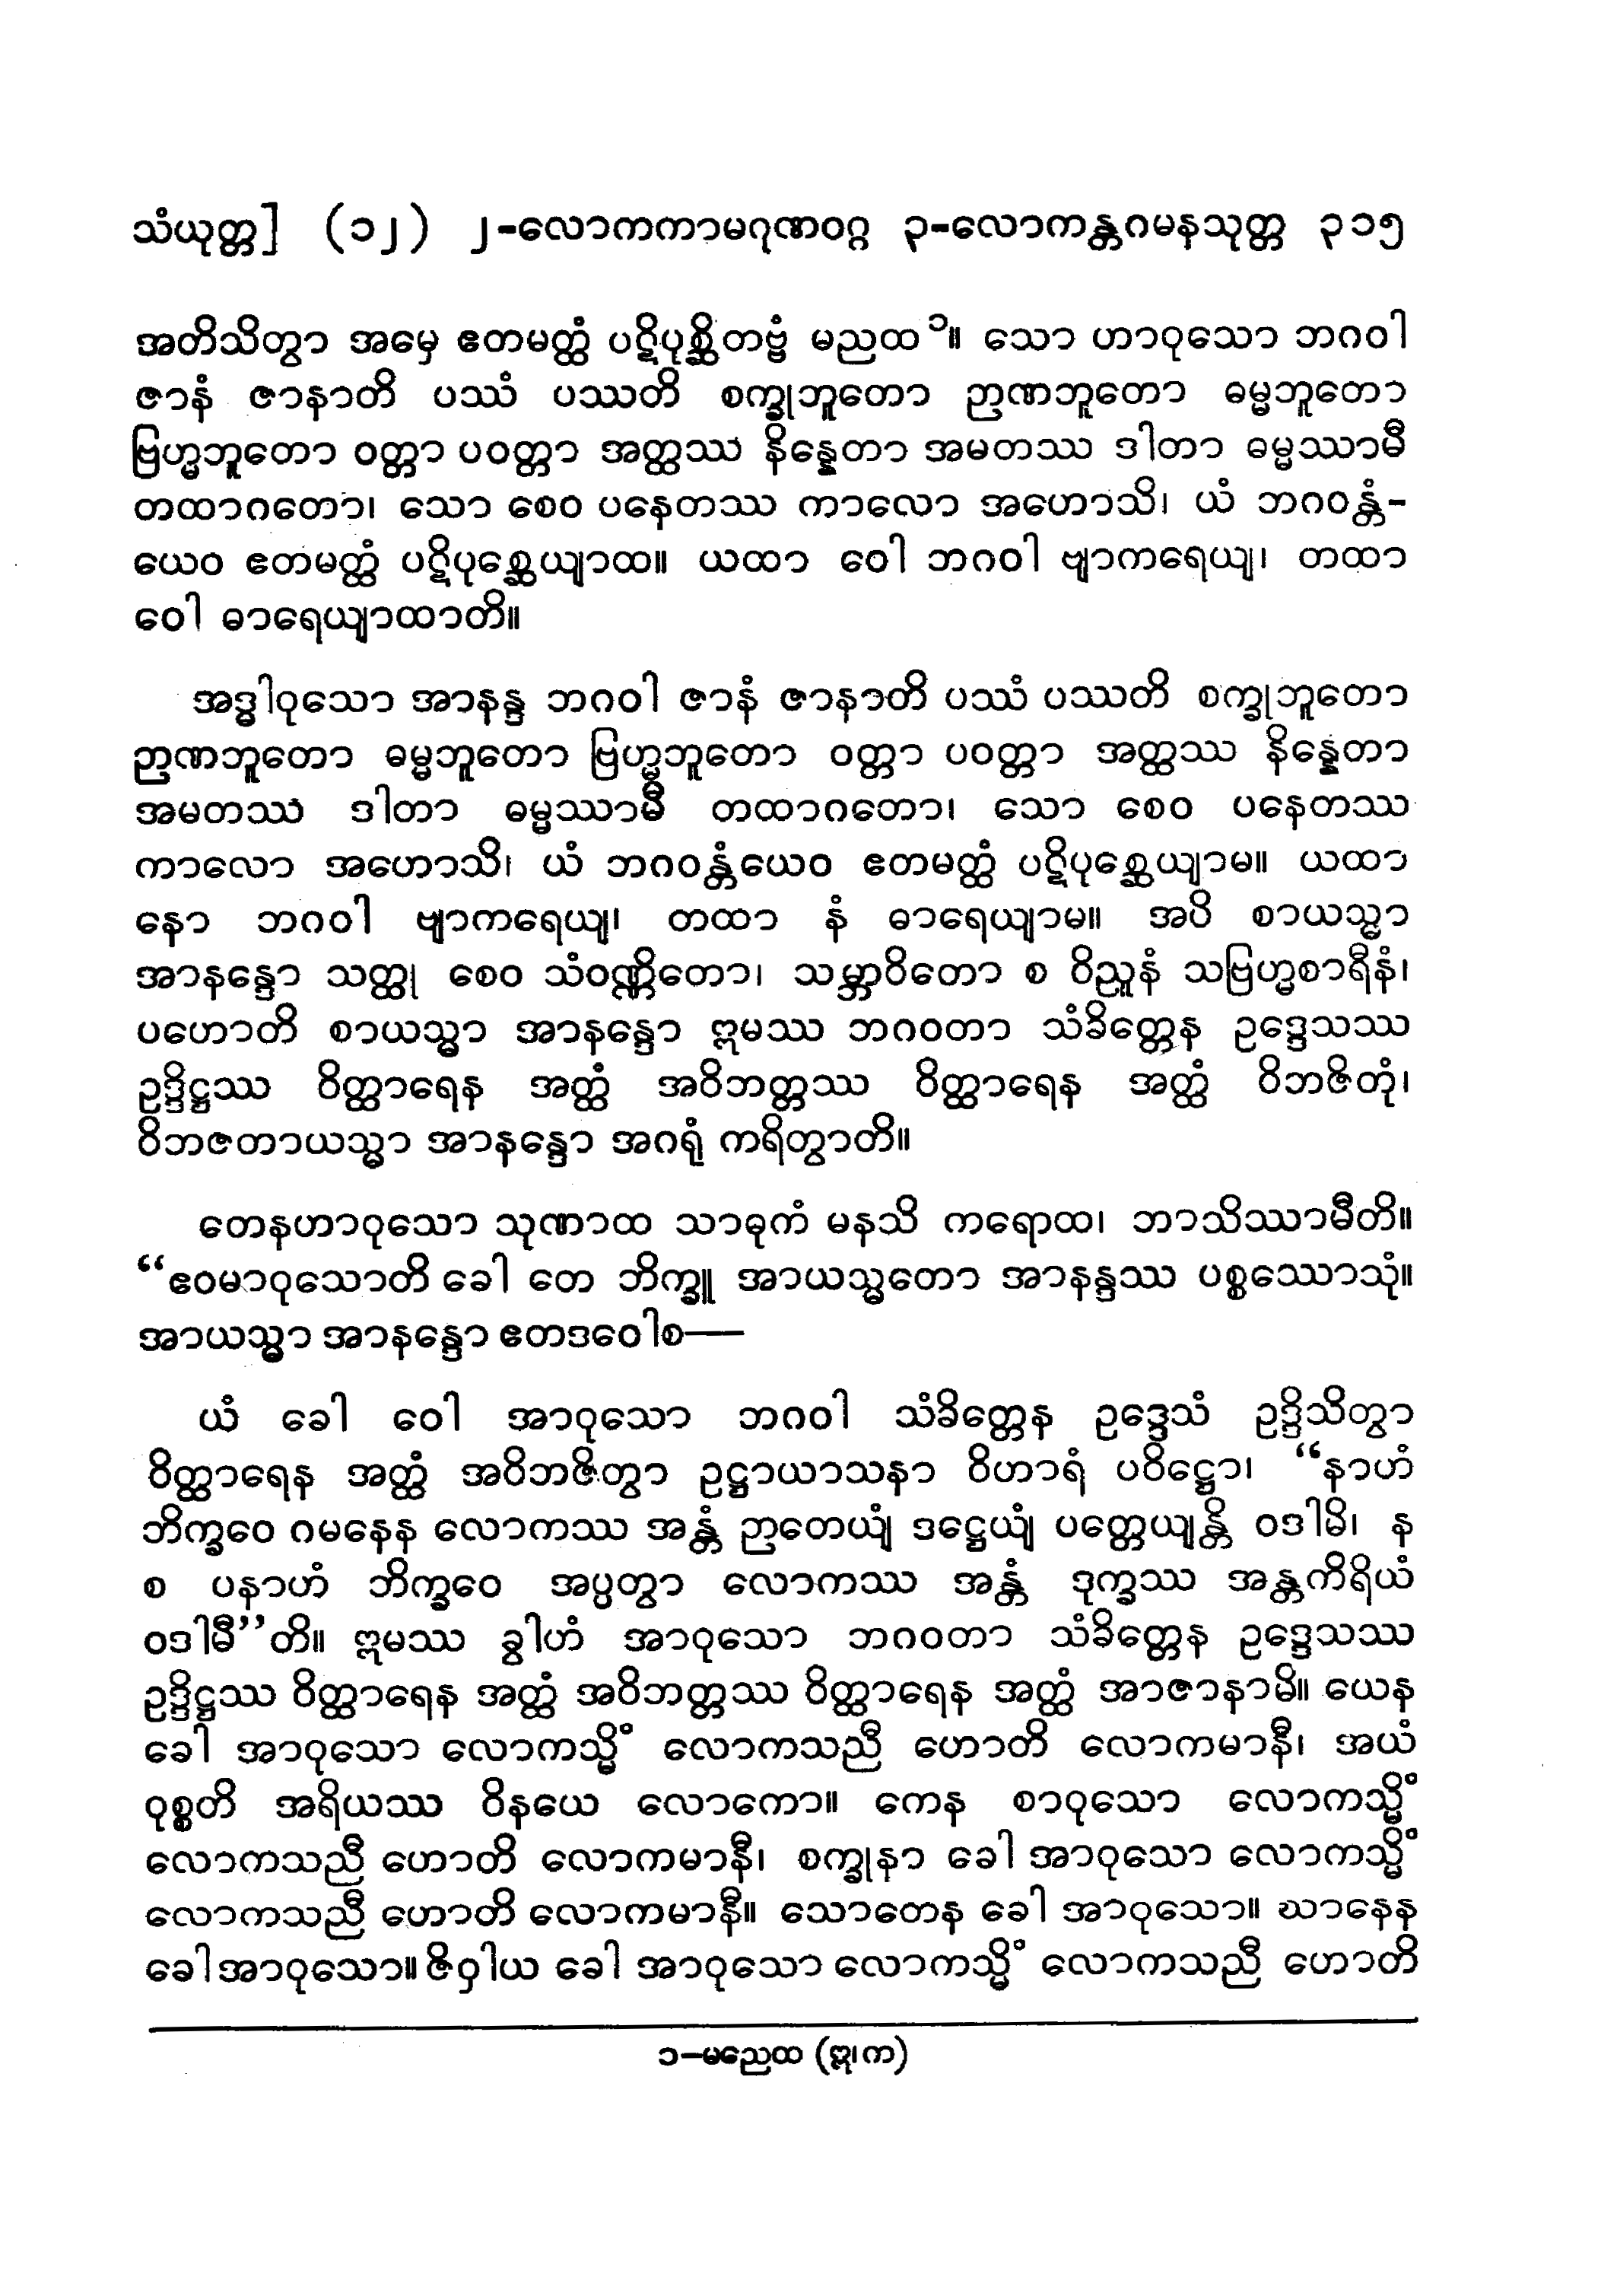 သံယုတ္တ] (၁၂) ၂-လောကကာမဂုဏဝဂ္ဂ ၃-လောကန္တဂမနသုတ္တ ၃၁၅
အတိသိတွာ အမှေ ဧတမတ္ထံ ပဋိပုစ္ဆိတဗ္ဗံ မညထ ၁။ သော ဟာဝုသော ဘဂဝါ
ဇာနံ ဇာနာတိ ပဿံ ပဿတိ စက္ခုဘူတော ဉာဏဘူတော ဓမ္မဘူတော
ဗြဟ္မဘူတော ဝတ္တာ ပဝတ္တာ အတ္ထဿ နိန္နေတာ အမတဿ ဒါတာ ဓမ္မဿာမီ
တထာဂတော၊ သော စေဝ ပနေတဿ ကာလော အဟောသိ၊ ယံ ဘဂဝန္တံ-
ယေဝ ဧတမတ္ထံ ပဋိပုစ္ဆေယျာထ။ ယထာ ဝေါ ဘဂဝါ ဗျာကရေယျ၊ တထာ
ဝေါ ဓာရေယျာထာတိ။
အဒ္ဓါဝုသော အာနန္ဒ ဘဂဝါ ဇာနံ ဇာနာတိ ပဿံ ပဿတိ စက္ခုဘူတော
ဉာဏဘူတော ဓမ္မဘူတော ဗြဟ္မဘူတော ဝတ္တာ ပဝတ္တာ အတ္ထဿ နိန္နေတာ
အမတဿ ဒါတာ ဓမ္မဿာမီ တထာဂတော၊ သော စေဝ ပနေတဿ
ကာလော အဟောသိ၊ ယံ ဘဂဝန္တံယေဝ ဧတမတ္ထံ ပဋိပုစ္ဆေယျာမ။ ယထာ
နော ဘဂဝါ ဗျာကရေယျ၊ တထာ နံ ဓာရေယျာမ။ အပိ စာယသ္မာ
အာနန္ဒော သတ္ထု စေဝ သံဝဏ္ဏိတော၊ သမ္ဘာဝိတော စ ဝိညူနံ သဗြဟ္မစာရီနံ၊
ပဟောတိ စာယသ္မာ အာနန္ဒော ဣမဿ ဘဂဝတာ သံခိတ္တေန ဥဒ္ဒေသဿ
ဥဒ္ဒိဋ္ဌဿ ဝိတ္ထာရေန အတ္ထံ အဝိဘတ္တဿ ဝိတ္ထာရေန အတ္ထံ ဝိဘဇိတုံ၊
ဝိဘဇတာယသ္မာ အာနန္ဒော အဂရုံ ကရိတွာတိ။
တေနဟာဝုသော သုဏာထ သာဓုကံ မနသိ ကရောထ၊ ဘာသိဿာမီတိ။
“ဧဝမာဝုသောတိ ခေါ တေ ဘိက္ခူ အာယသ္မတော အာနန္ဒဿ ပစ္စဿောသုံ။
အာယသ္မာ အာနန္ဒော ဧတဒဝေါစ—
ယံ ခေါ ဝေါ အာဝုသော ဘဂဝါ သံခိတ္တေန ဥဒ္ဒေသံ ဥဒ္ဒိသိတွာ
ဝိတ္ထာရေန အတ္ထံ အဝိဘဇိတွာ ဥဋ္ဌာယာသနာ ဝိဟာရံ ပဝိဋ္ဌော၊ “နာဟံ
ဘိက္ခဝေ ဂမနေန လောကဿ အန္တံ ဉာတေယျံ ဒဋ္ဌေယျံ ပတ္တေယျန္တိ ဝဒါမိ၊ န
စ ပနာဟံ ဘိက္ခဝေ အပ္ပတွာ လောကဿ အန္တံ ဒုက္ခဿ အန္တကိရိယံ
ဝဒါမီ”တိ။ ဣမဿ ခွါဟံ အာဝုသော ဘဂဝတာ သံခိတ္တေန ဥဒ္ဒေသဿ
ဥဒ္ဒိဋ္ဌဿ ဝိတ္ထာရေန အတ္ထံ အဝိဘတ္တဿ ဝိတ္ထာရေန အတ္ထံ အာဇာနာမိ။ ယေန
ခေါ အာဝုသော လောကသ္မိံ လောကသညီ ဟောတိ လောကမာနီ၊ အယံ
ဝုစ္စတိ အရိယဿ ဝိနယေ လောကော။ ကေန စာဝုသော လောကသ္မိံ
လောကသညီ ဟောတိ လောကမာနီ၊ စက္ခုနာ ခေါ အာဝုသော လောကသ္မိံ
လောကသညီ ဟောတိ လောကမာနီ။ သောတေန ခေါ အာဝုသော။ ဃာနေန
ခေါ အာဝုသော။ ဇိဝှါယ ခေါ အာဝုသော လောကသ္မိံ လောကသညီ ဟောတိ
၁-မညေထ (ဣ၊က)